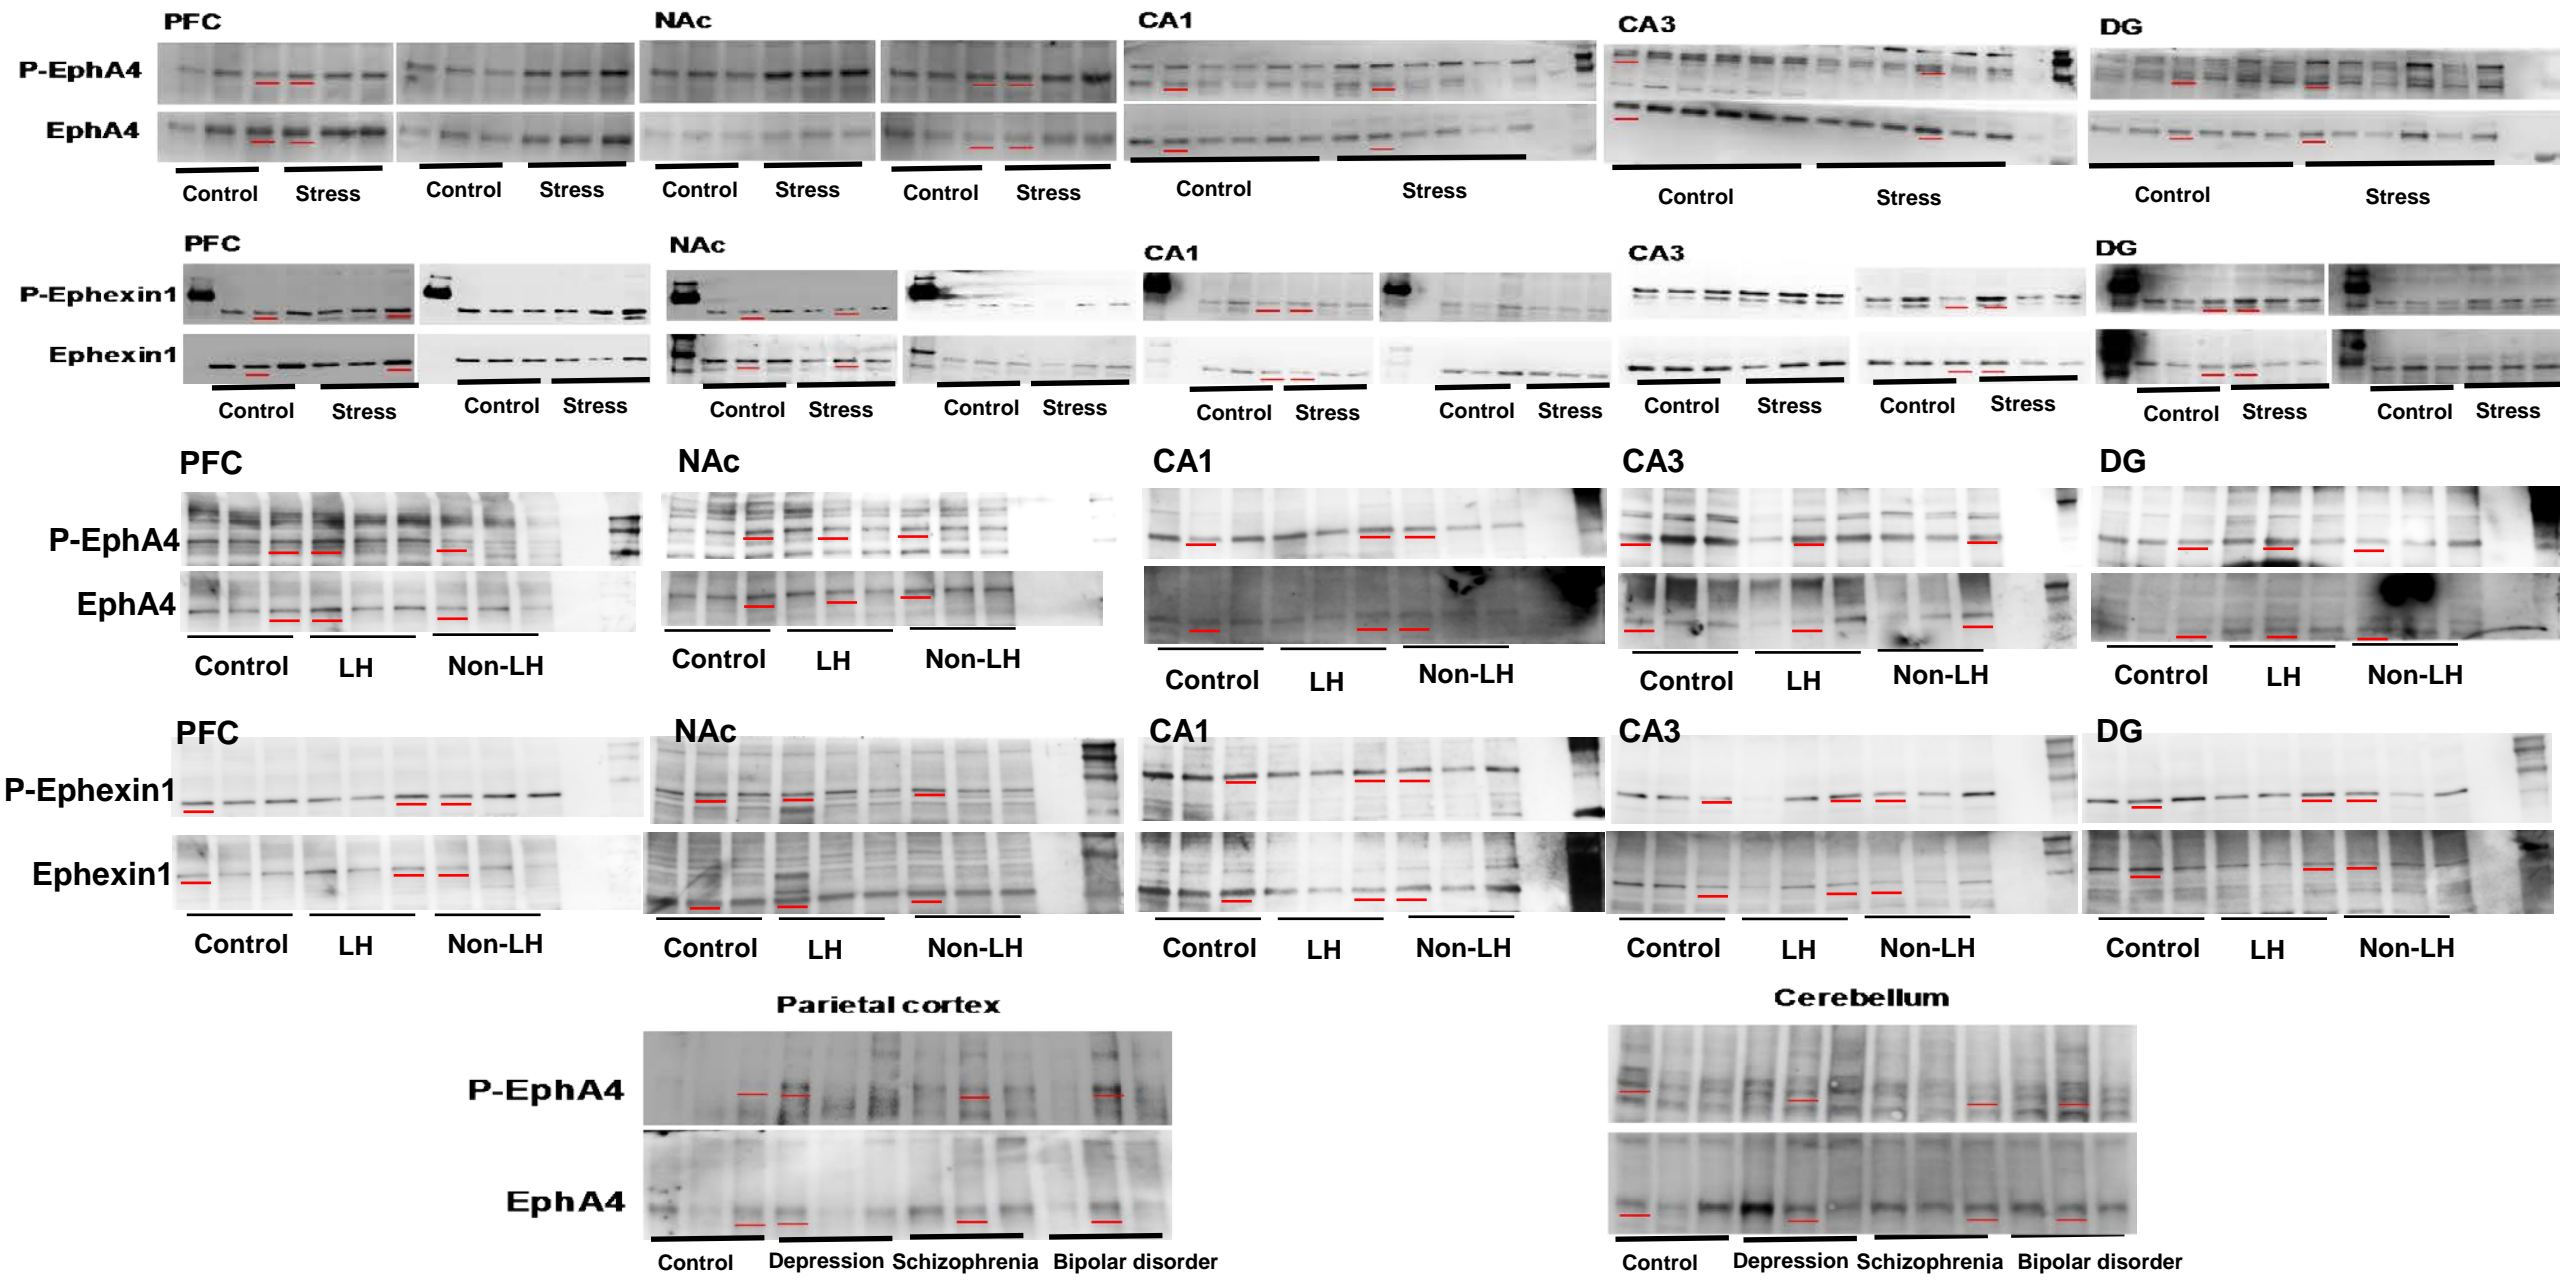 PFC NAc CA1 CA3 DG
P-EphA4
EphA4
Control Stress Control Stress Control Stress Control Stress Control Stress Control Stress Control Stress
PFC NAc CA1 CA3 DG
P-Ephexin1
Ephexin1
Control Stress Control Stress Control Stress Control Stress Control Stress Control Stress Control Stress Control Stress Control Stress Control Stress
PFC NAc CA1 CA3 DG
P-EphA4
EphA4
Control LH Non-LH Control LH Non-LH Control LH Non-LH Control LH Non-LH Control LH Non-LH
PFC NAc CA1 CA3 DG
P-Ephexin1
Ephexin1
Control LH Non-LH Control LH Non-LH Control LH Non-LH Control LH Non-LH Control LH Non-LH
Parietal cortex Cerebellum
P-EphA4
EphA4
Control Depression Schizophrenia Bipolar disorder Control Depression Schizophrenia Bipolar disorder